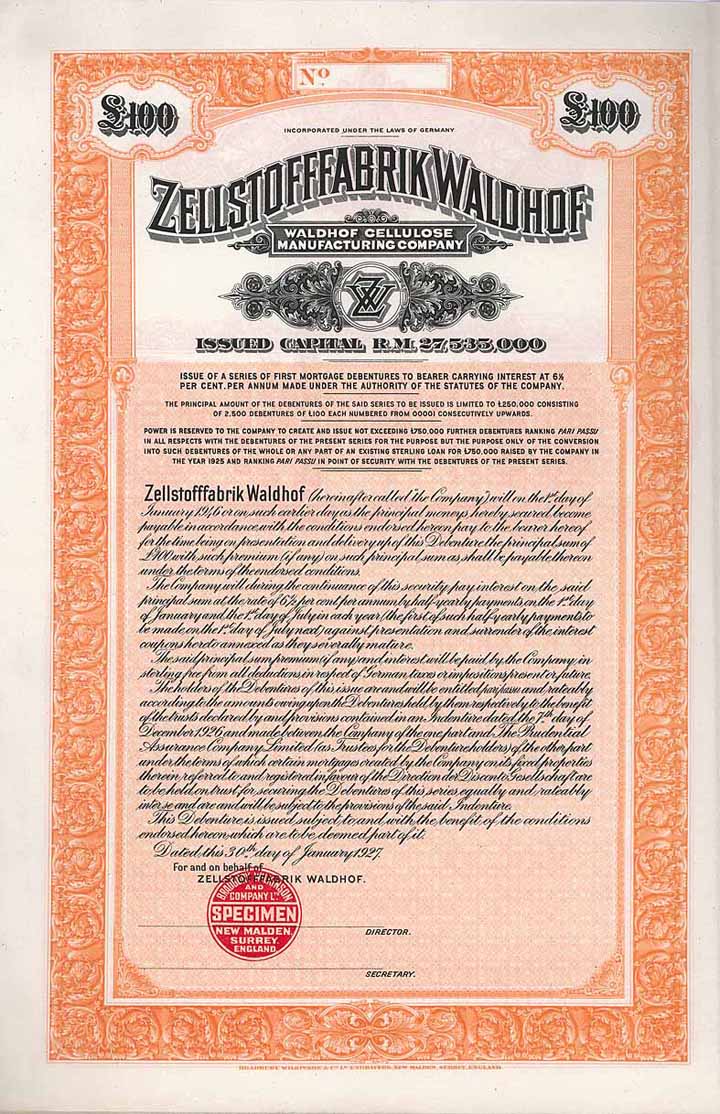 Nº
£100
£100
INCORPORATED UNDER THE LAWS OF GERMANY
ZELLSTOFFFABRIK WALDHOF
WALDHOF CELLULOSE
MANUFACTURING COMPANY
ZW
ISSUED CAPITAL R.M. 27,535,000
ISSUE OF A SERIES OF FIRST MORTGAGE DEBENTURES TO BEARER CARRYING INTEREST AT 6½
PER CENT. PER ANNUM MADE UNDER THE AUTHORITY OF THE STATUTES OF THE COMPANY.
THE PRINCIPAL AMOUNT OF THE DEBENTURES OF THE SAID SERIES TO BE ISSUED IS LIMITED TO £250,000 CONSISTING
OF 2,500 DEBENTURES OF £100 EACH NUMBERED FROM 00001 CONSECUTIVELY UPWARDS.
POWER IS RESERVED TO THE COMPANY TO CREATE AND ISSUE NOT EXCEEDING £750,000 FURTHER DEBENTURES RANKING PARI PASSU
IN ALL RESPECTS WITH THE DEBENTURES OF THE PRESENT SERIES FOR THE PURPOSE BUT THE PURPOSE ONLY OF THE CONVERSION
INTO SUCH DEBENTURES OF THE WHOLE OR ANY PART OF AN EXISTING STERLING LOAN FOR £750,000 RAISED BY THE COMPANY IN
THE YEAR 1925 AND RANKING PARI PASSU IN POINT OF SECURITY WITH THE DEBENTURES OF THE PRESENT SERIES.
Zellstofffabrik Waldhof (hereinafter called "the Company") will on the 1st day of
January 1946 or on such earlier day as the principal moneys hereby secured become
payable in accordance with the conditions endorsed hereon pay to the bearer hereof
for the time being on presentation and delivery up of this Debenture the principal sum of
£100 with such premium (if any) on such principal sum as shall be payable thereon
under the terms of the endorsed conditions.
The Company will during the continuance of this security pay interest on the said
principal sum at the rate of 6½ per cent per annum by half-yearly payments on the 1st day
of January and the 1st day of July in each year (the first of such half-yearly payments to
be made on the 1st day of July next) against presentation and surrender of the interest
coupons hereto annexed as they severally mature.
The said principal sum premium (if any) and interest will be paid by the Company in
sterling free from all deductions in respect of German taxes or impositions present or future.
The holders of the Debentures of this issue are and will be entitled pari passu and rateably
according to the amounts owing upon the Debentures held by them respectively to the benefit
of the trusts declared by and provisions contained in an Indenture dated the 7th day of
December 1926 and made between the Company of the one part and The Prudential
Assurance Company Limited (as Trustees for the Debenture holders) of the other part
under the terms of which certain mortgages created by the Company on its fixed properties
therein referred to and registered in favour of the Direction der Disconto Gesellschaft are
to be held on trust for securing the Debentures of this series equally and rateably
inter se and are and will be subject to the provisions of the said Indenture.
This Debenture is issued subject to and with the benefit of the conditions
endorsed hereon which are to be deemed part of it.
Dated this 30th day of January 1927.
For and on behalf of
ZELLSTOFFFABRIK WALDHOF.
BRADBURY WILKINSON
AND
COMPANY LD.
SPECIMEN
NEW MALDEN,
SURREY,
ENGLAND.
DIRECTOR.
SECRETARY.
BRADBURY WILKINSON & Co. Ld. ENGRAVERS, NEW MALDEN, SURREY, ENGLAND.